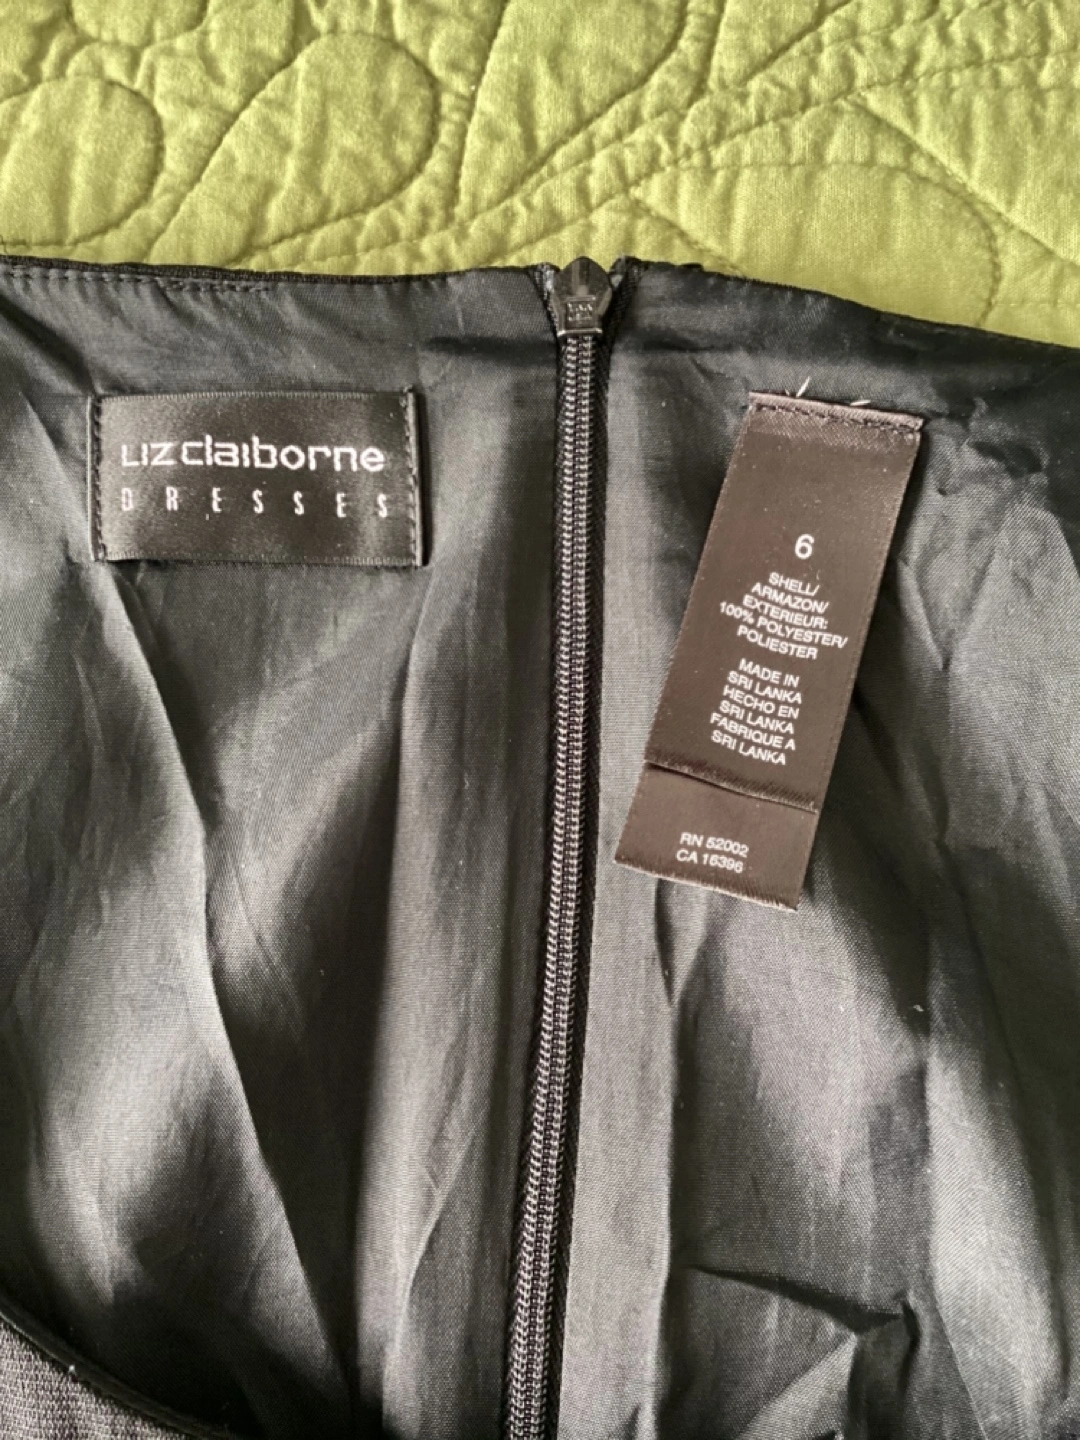 LIZ claiborne
DRESSES
6
SHELL/
ARMAZON/
EXTERIEUR:
100% POLYESTER/
POLIESTER
MADE IN
SRI LANKA
HECHO EN
SRI LANKA
FABRIQUE A
SRI LANKA
RN 52002
CA 16396